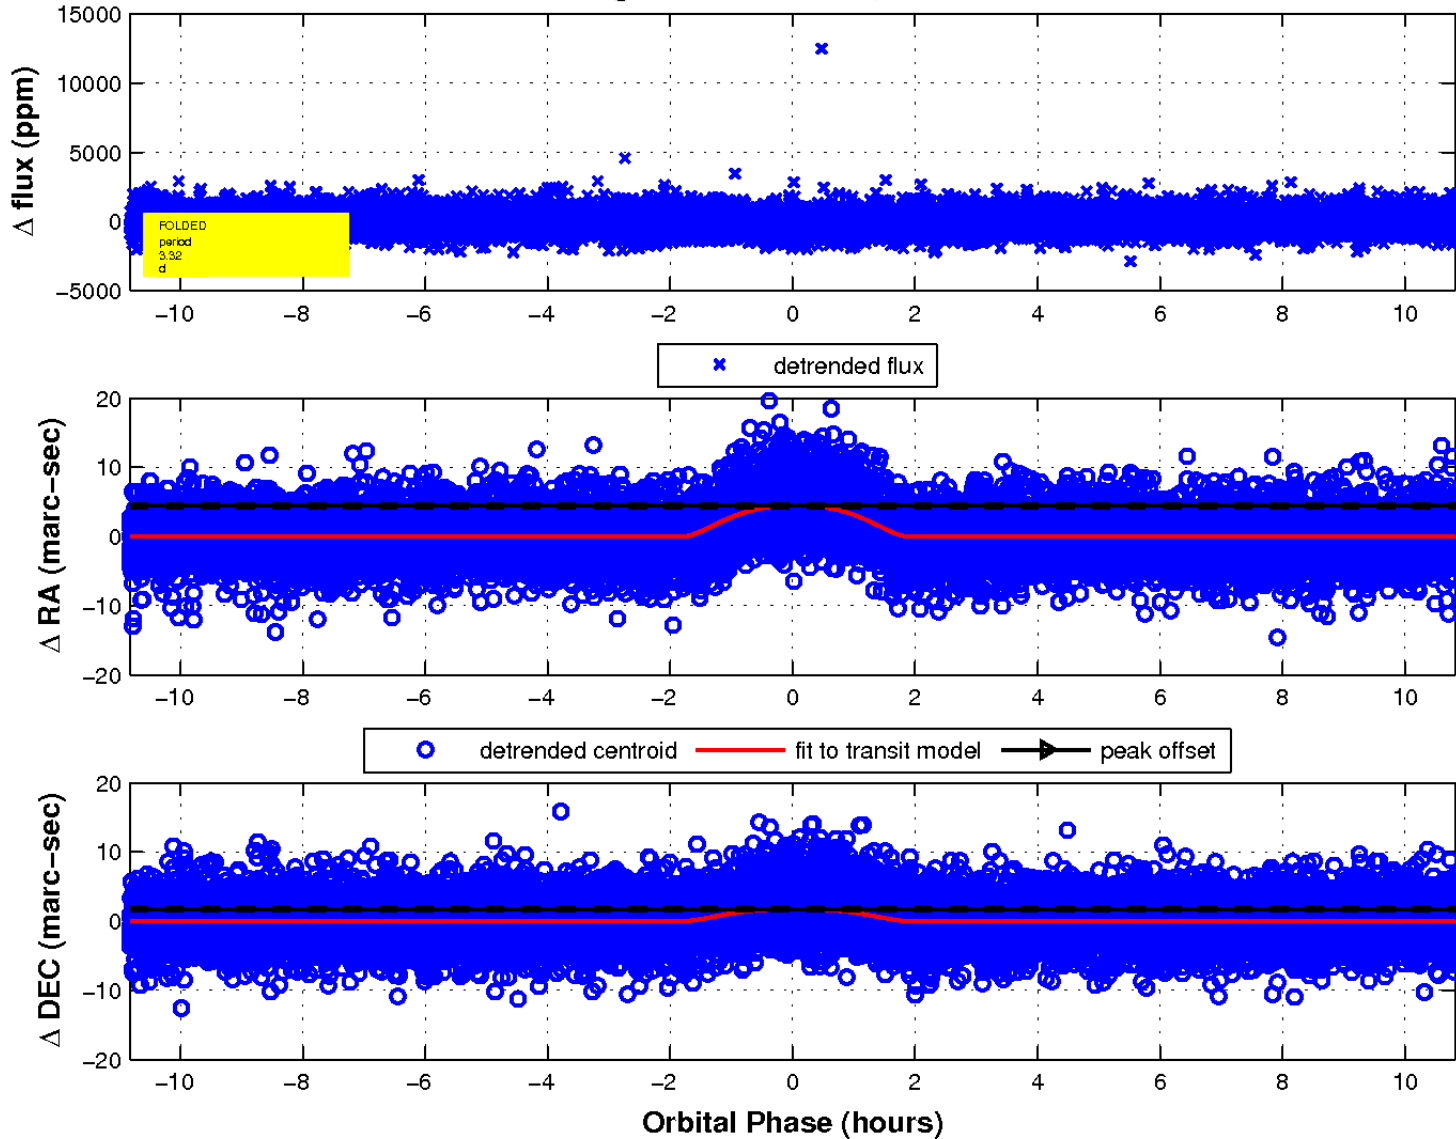 15000
10000
5000
0
−5000
Δ flux (ppm)
FOLDED
period
3.32
d
−10 −8 −6 −4 −2 0 2 4 6 8 10
detrended flux
20
10
0
−10
−20
Δ RA (marc−sec)
−10 −8 −6 −4 −2 0 2 4 6 8 10
detrended centroid fit to transit model peak offset
20
10
0
−10
−20
Δ DEC (marc−sec)
−10 −8 −6 −4 −2 0 2 4 6 8 10
Orbital Phase (hours)